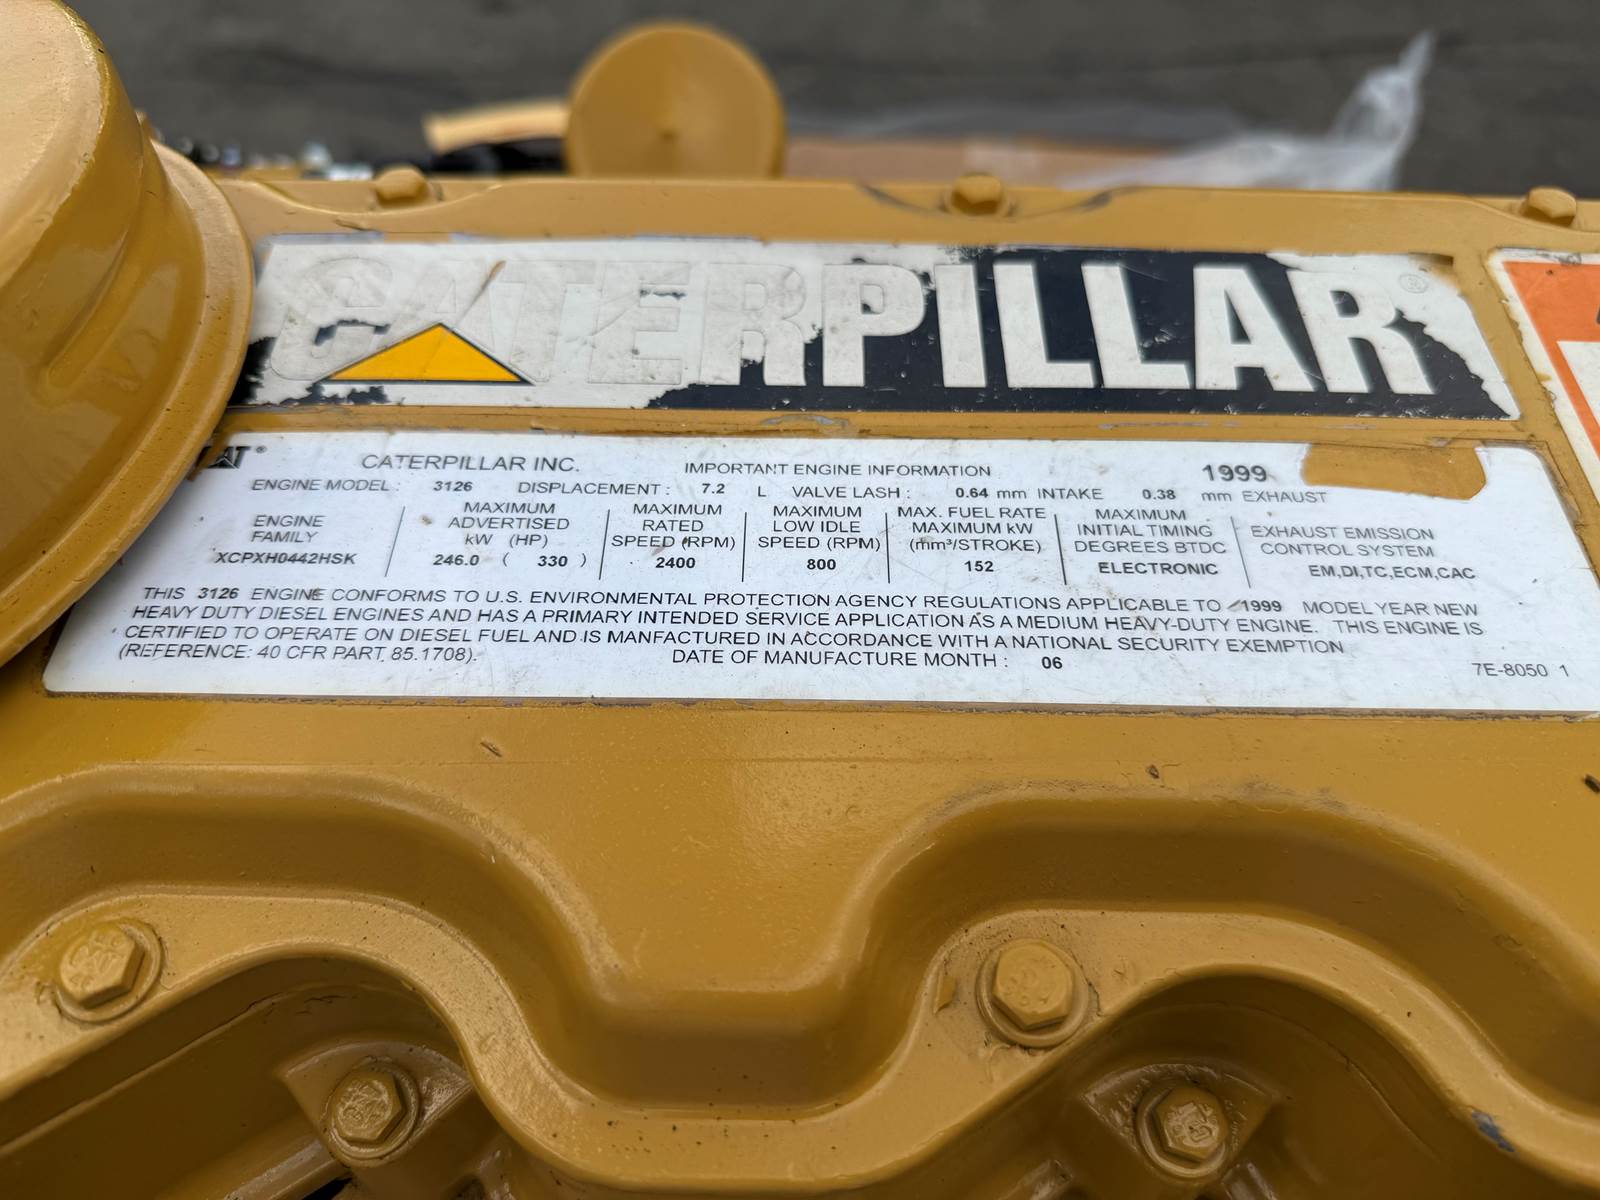 CATERPILLAR ®
CAT ® CATERPILLAR INC. IMPORTANT ENGINE INFORMATION 1999
ENGINE MODEL : 3126 DISPLACEMENT : 7.2 L VALVE LASH : 0.64 mm INTAKE 0.38 mm EXHAUST
ENGINE
FAMILY
XCPXH0442HSK
MAXIMUM
ADVERTISED
kW (HP)
246.0 ( 330 )
MAXIMUM
RATED
SPEED (RPM)
2400
MAXIMUM
LOW IDLE
SPEED (RPM)
800
MAX. FUEL RATE
MAXIMUM kW
(mm³/STROKE)
152
MAXIMUM
INITIAL TIMING
DEGREES BTDC
ELECTRONIC
EXHAUST EMISSION
CONTROL SYSTEM
EM,DI,TC,ECM,CAC
THIS 3126 ENGINE CONFORMS TO U.S. ENVIRONMENTAL PROTECTION AGENCY REGULATIONS APPLICABLE TO 1999 MODEL YEAR NEW
HEAVY DUTY DIESEL ENGINES AND HAS A PRIMARY INTENDED SERVICE APPLICATION AS A MEDIUM HEAVY-DUTY ENGINE. THIS ENGINE IS
CERTIFIED TO OPERATE ON DIESEL FUEL AND IS MANFACTURED IN ACCORDANCE WITH A NATIONAL SECURITY EXEMPTION
(REFERENCE: 40 CFR PART 85.1708). DATE OF MANUFACTURE MONTH : 06
7E-8050 1